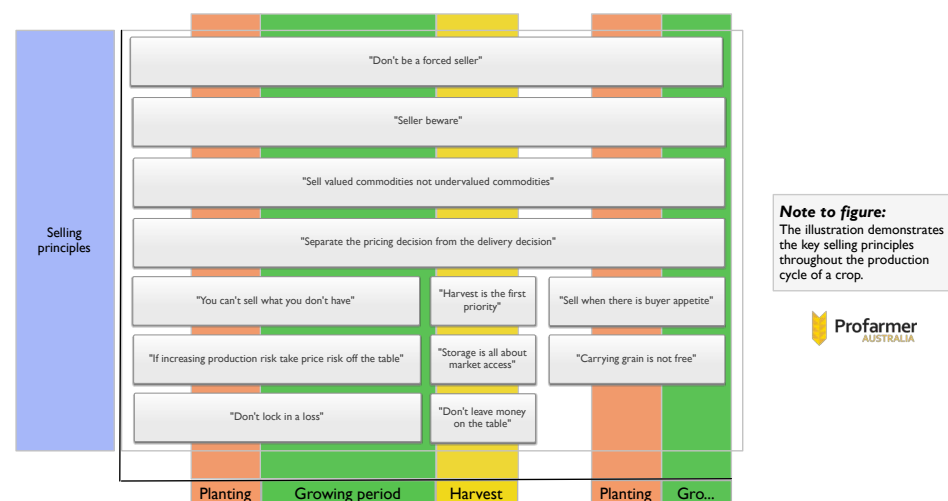 "Don't be a forced seller"
"Seller beware"
"Sell valued commodities not undervalued commodities"
Selling
principles
"Separate the pricing decision from the delivery decision"
"You can't sell what you don't have"
"Harvest is the first
priority"
"Sell when there is buyer appetite"
"If increasing production risk take price risk off the table"
"Storage is all about
market access"
"Carrying grain is not free"
"Don't lock in a loss"
"Don't leave money
on the table"
Planting
Growing period
Harvest
Planting
Gro...
Note to figure:
The illustration demonstrates
the key selling principles
throughout the production
cycle of a crop.
Profarmer
AUSTRALIA